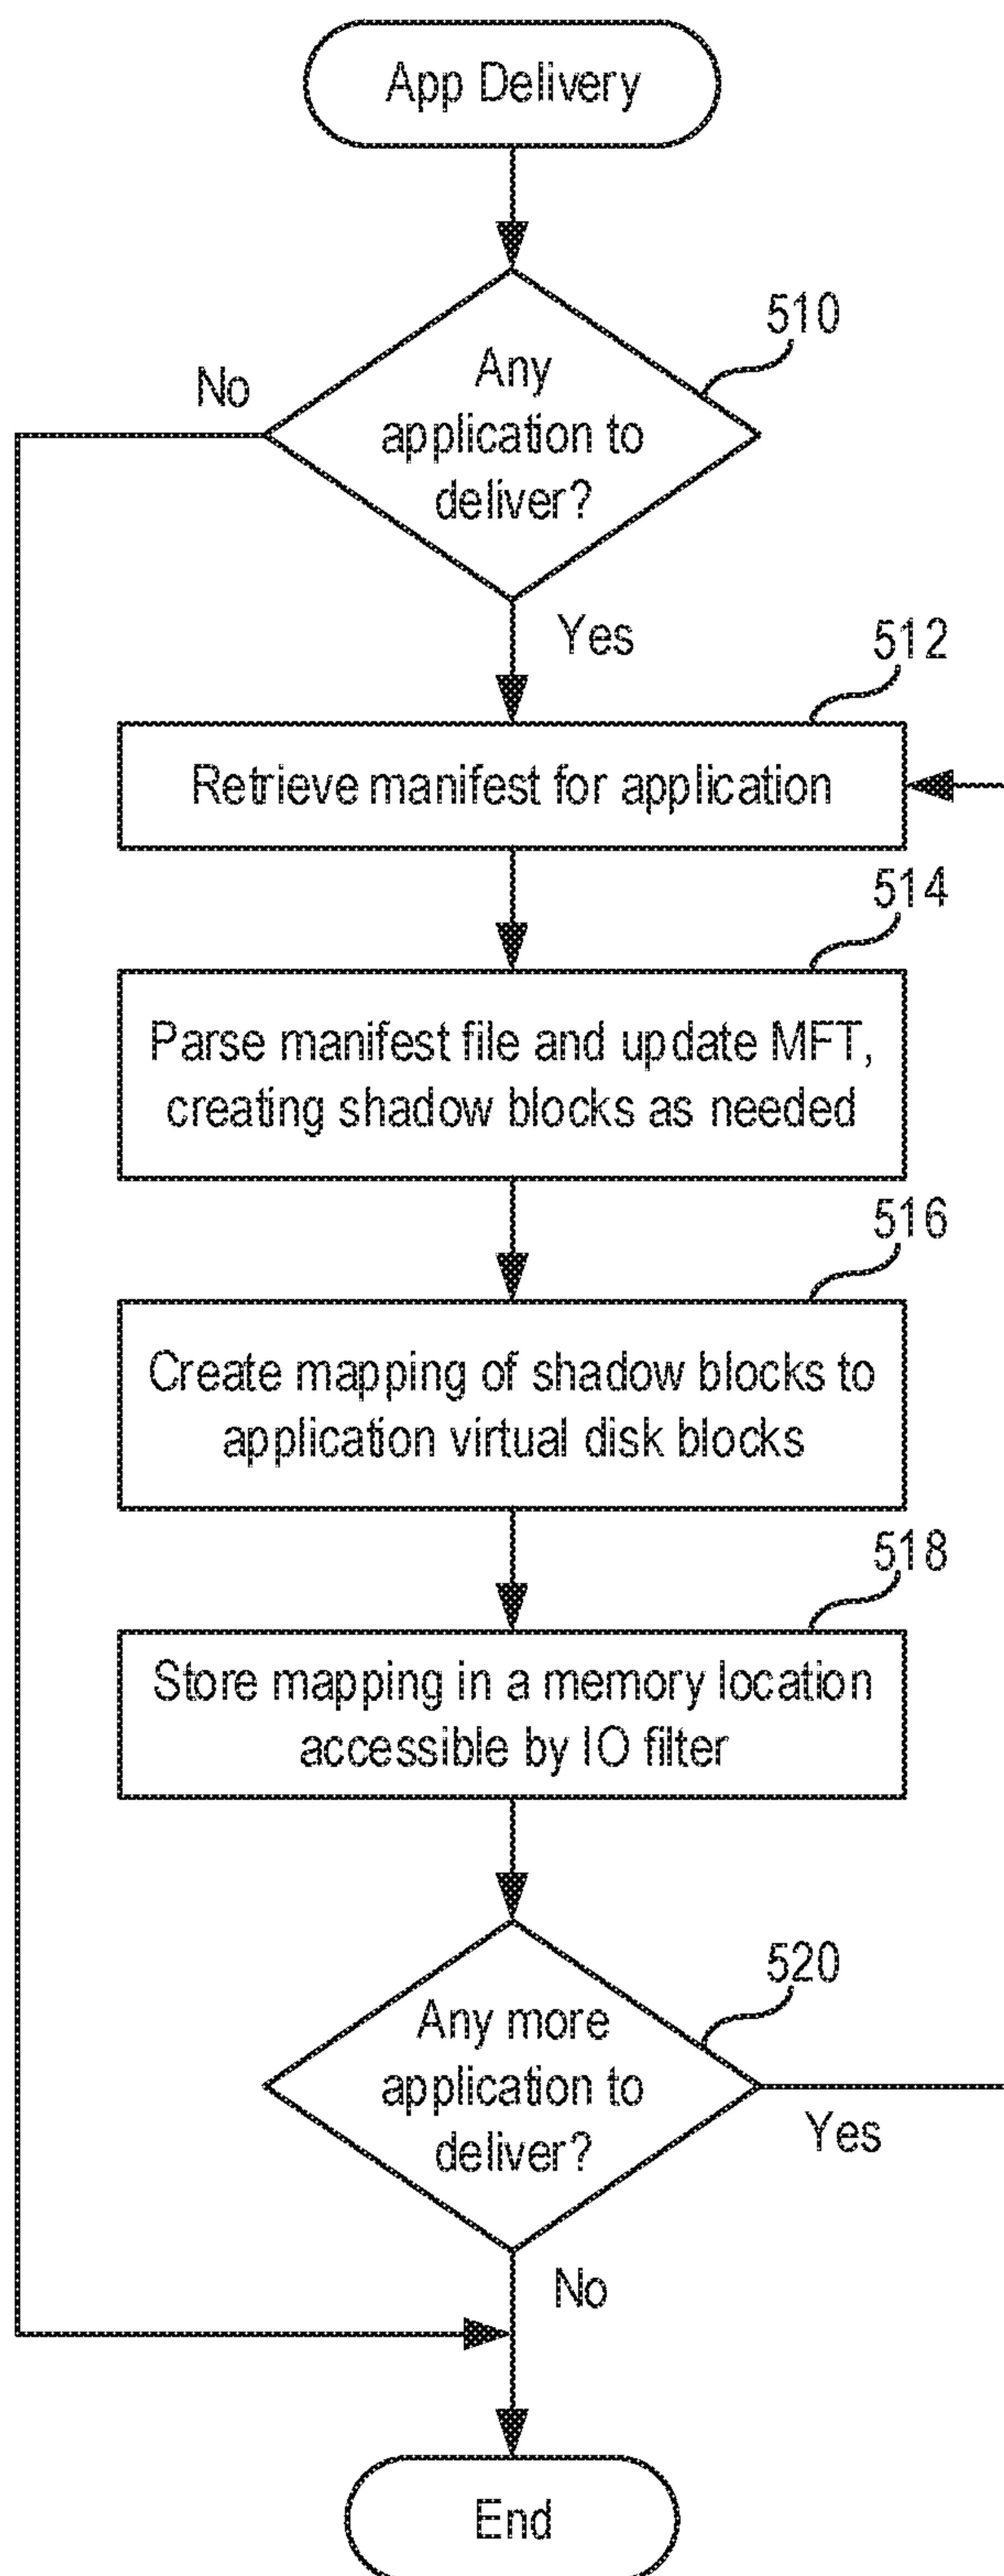 App Delivery
510
Any
application to
deliver?
No
Yes
512
Retrieve manifest for application
514
Parse manifest file and update MFT,
creating shadow blocks as needed
516
Create mapping of shadow blocks to
application virtual disk blocks
518
Store mapping in a memory location
accessible by IO filter
520
Any more
application to
deliver?
Yes
No
End